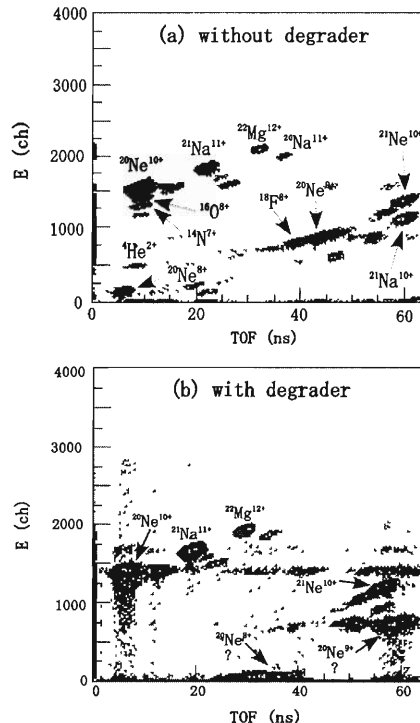 (a) without degrader
4000
3000
2000
1000
0
E (ch)
²²Mg¹²⁺
²⁰Na¹¹⁺
²¹Na¹¹⁺
²¹Ne¹⁰⁺
²⁰Ne¹⁰⁺
²⁰Ne⁹⁺
¹⁶O⁸⁺
¹⁸F⁸⁺
¹⁴N⁷⁺
⁴He²⁺
²⁰Ne⁸⁺
²¹Na¹⁰⁺
0 20 40 60
TOF (ns)
(b) with degrader
4000
3000
2000
1000
0
E (ch)
²²Mg¹²⁺
²⁰Ne¹⁰⁺
²¹Na¹¹⁺
²¹Ne¹⁰⁺
²⁰Ne⁸⁺
?
²⁰Ne⁹⁺
?
0 20 40 60
TOF (ns)